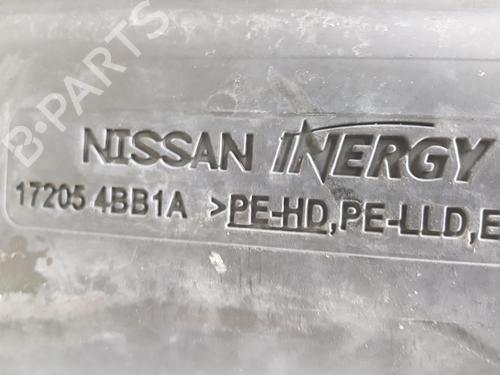 B-PARTS
NISSAN INERGY
17205 4BB1A >PE-HD,PE-LLD,E